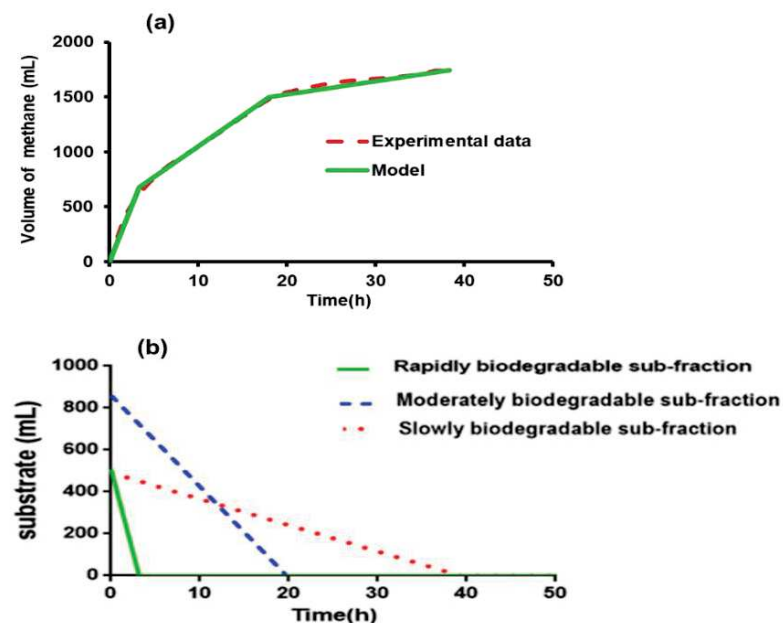 (a)
2000
1500
1000
500
0
Volume of methane (mL)
Experimental data
Model
0 10 20 30 40 50
Time(h)
(b)
1000
800
600
400
200
0
substrate (mL)
Rapidly biodegradable sub-fraction
Moderately biodegradable sub-fraction
Slowly biodegradable sub-fraction
0 10 20 30 40 50
Time(h)